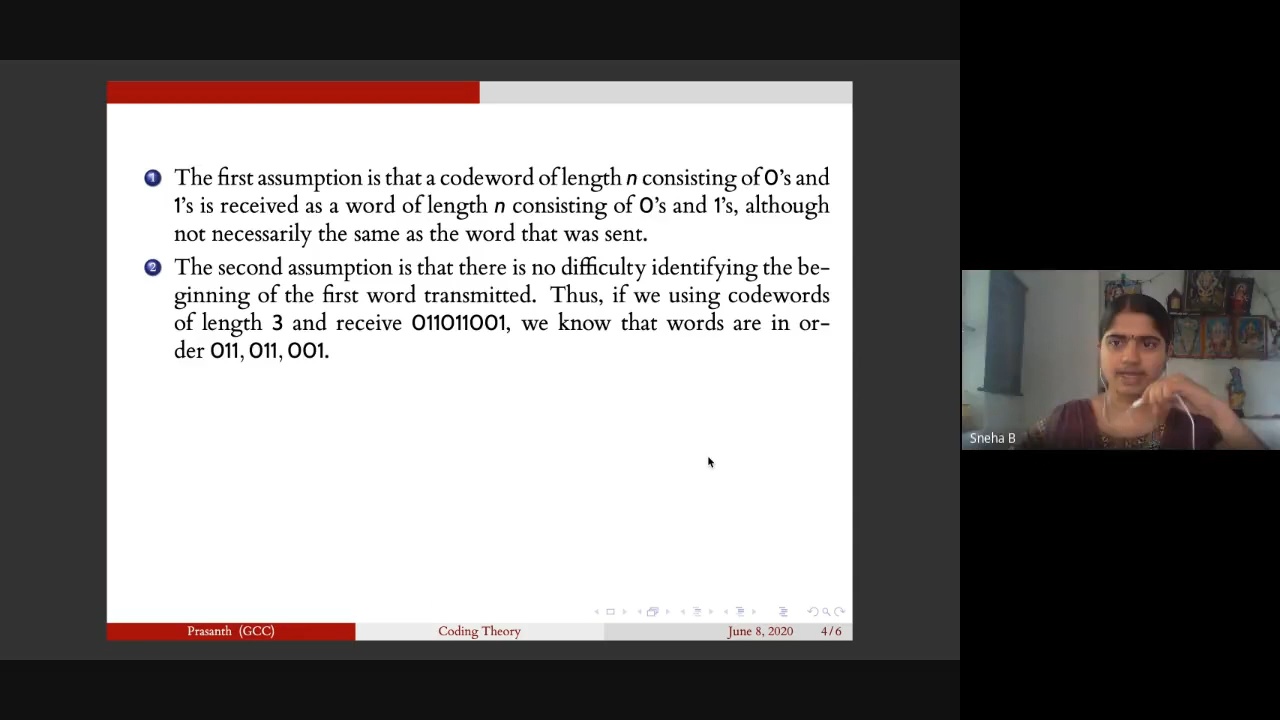 1 The first assumption is that a codeword of length n consisting of 0's and
1's is received as a word of length n consisting of 0's and 1's, although
not necessarily the same as the word that was sent.
2 The second assumption is that there is no difficulty identifying the be-
ginning of the first word transmitted. Thus, if we using codewords
of length 3 and receive 011011001, we know that words are in or-
der 011, 011, 001.
Sneha B
Prasanth (GCC) Coding Theory June 8, 2020 4/6